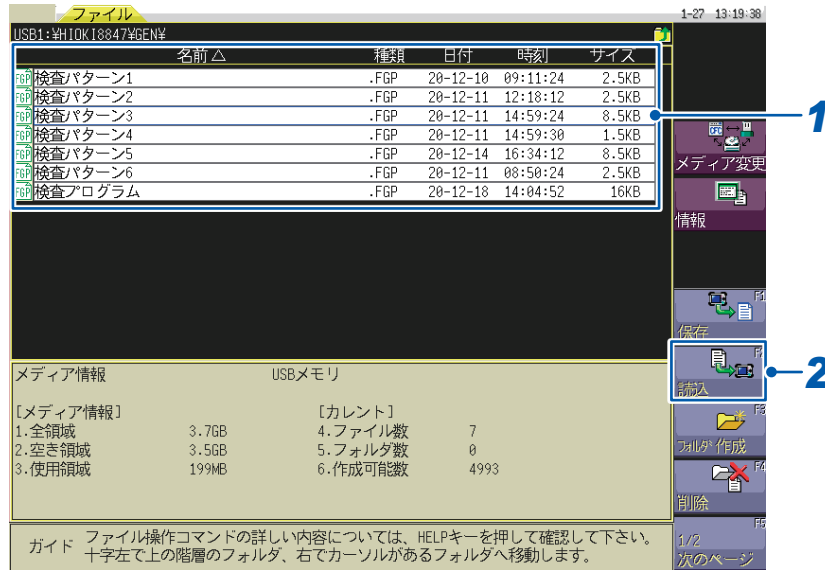 ファイル
1-27 13:19:38
USB1:¥HIOKI8847¥GEN¥
名前△ 種類 日付 時刻 サイズ
FGP 検査パターン1 .FGP 20-12-10 09:11:24 2.5KB
FGP 検査パターン2 .FGP 20-12-11 12:18:12 2.5KB
FGP 検査パターン3 .FGP 20-12-11 14:59:24 8.5KB
FGP 検査パターン4 .FGP 20-12-11 14:59:30 1.5KB
FGP 検査パターン5 .FGP 20-12-14 16:34:12 8.5KB
FGP 検査パターン6 .FGP 20-12-11 08:50:24 2.5KB
FGP 検査プログラム .FGP 20-12-18 14:04:52 16KB
1
メディア変更
情報
F1
保存
読込
2
F3
フォルダ作成
F4
削除
F5
1/2
次のページ
メディア情報 USBメモリ
[メディア情報] [カレント]
1.全領域 3.7GB 4.ファイル数 7
2.空き領域 3.5GB 5.フォルダ数 0
3.使用領域 199MB 6.作成可能数 4993
ガイド ファイル操作コマンドの詳しい内容については、HELPキーを押して確認して下さい。
十字左で上の階層のフォルダ、右でカーソルがあるフォルダへ移動します。